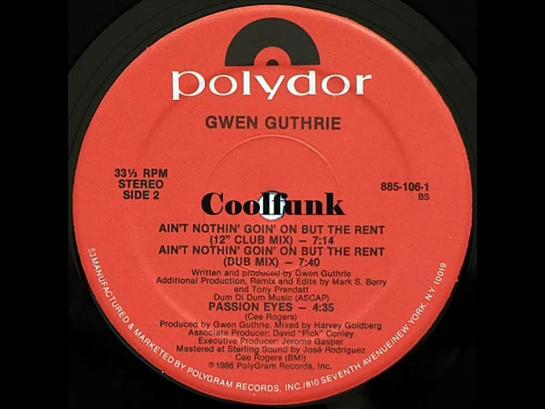 polydor
GWEN GUTHRIE
33⅓ RPM
STEREO
SIDE 2
885-106-1
BS
Coolfunk
AIN'T NOTHIN' GOIN' ON BUT THE RENT
(12" CLUB MIX) – 7:14
AIN'T NOTHIN' GOIN' ON BUT THE RENT
(DUB MIX) – 7:40
Written and produced by Gwen Guthrie
Additional Production, Remix and Edits by Mark S. Berry
and Tony Prendatt
Dum Di Dum Music (ASCAP)
PASSION EYES – 4:35
(Cee Rogers)
Produced by Gwen Guthrie. Mixed by Harvey Goldberg
Associate Producer: David "Pick" Conley
Executive Producer: Jerome Gasper
Mastered at Sterling Sound by José Rodriguez
Cee Rogers (BMI)
℗ 1986 PolyGram Records, Inc.
53 MANUFACTURED & MARKETED BY POLYGRAM RECORDS, INC./810 SEVENTH AVENUE/NEW YORK, N.Y. 10019